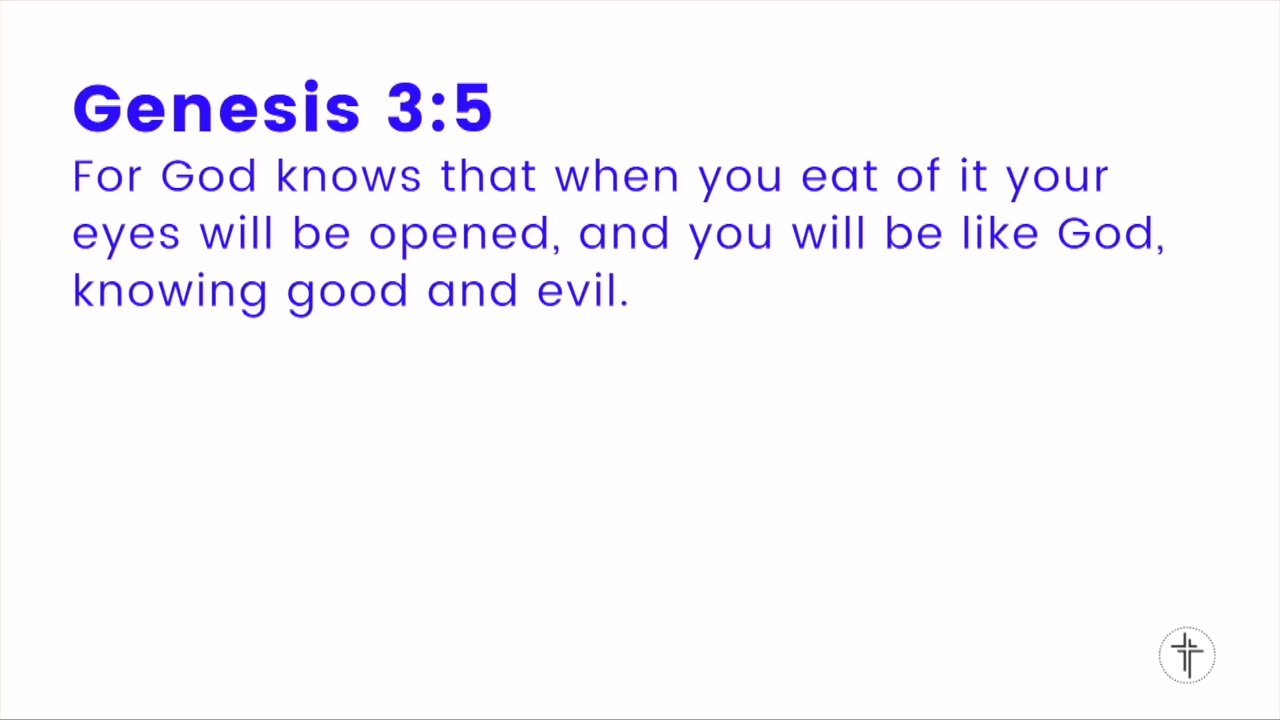 Genesis 3:5
For God knows that when you eat of it your
eyes will be opened, and you will be like God,
knowing good and evil.